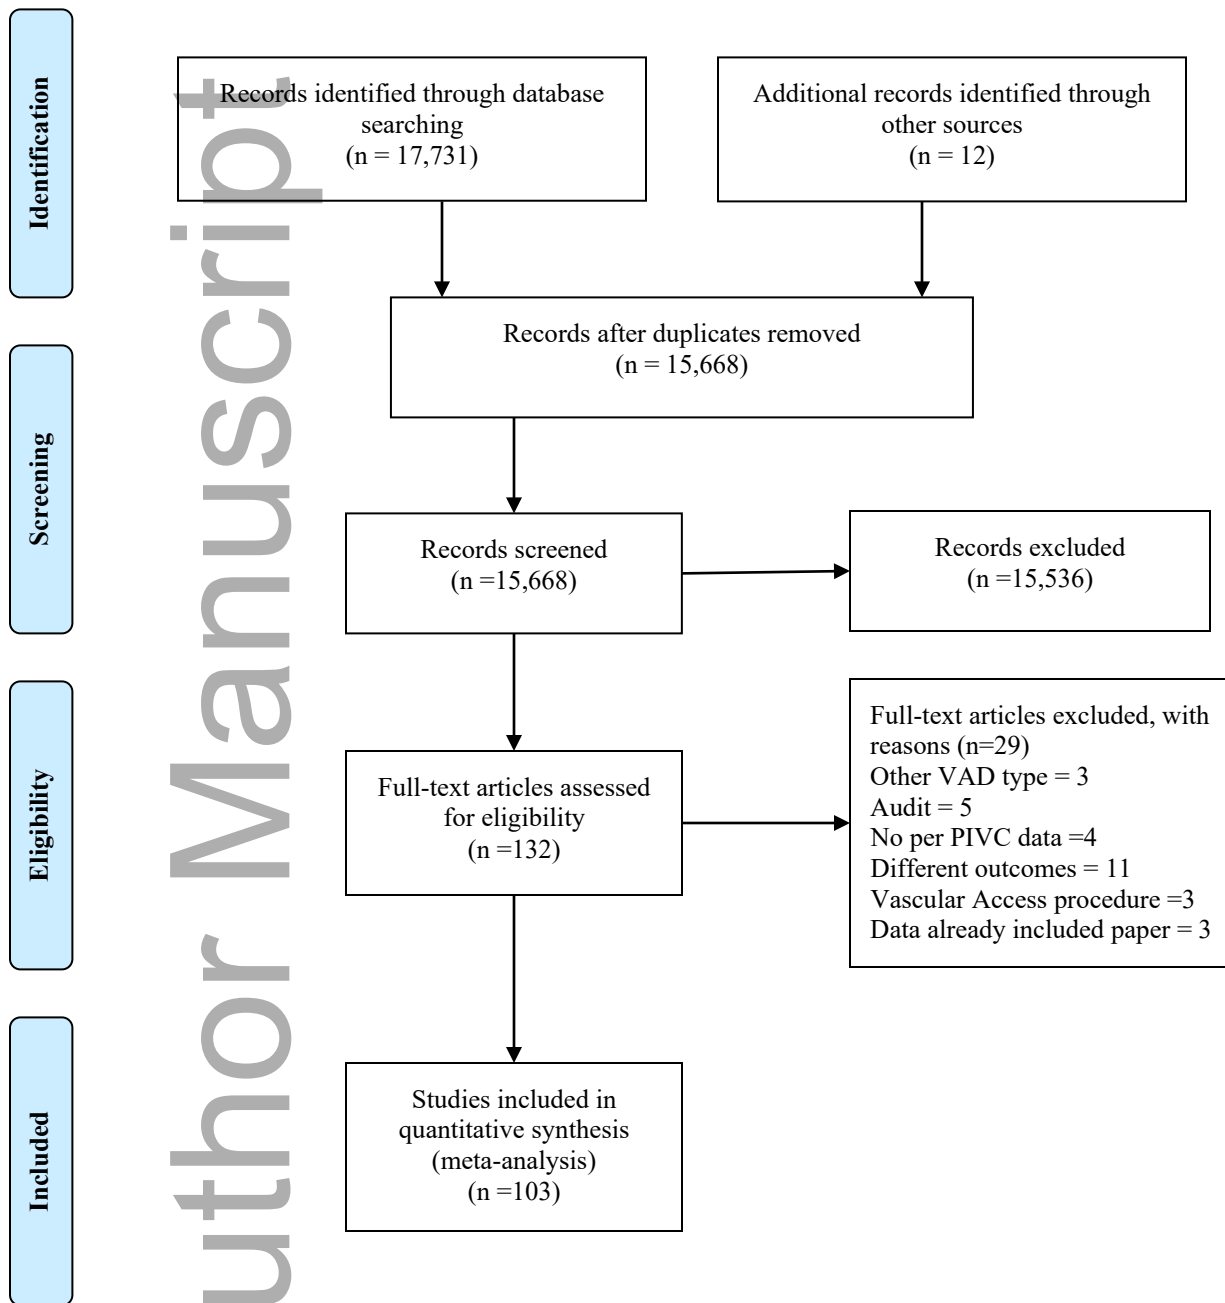 Identification
Records identified through database
searching
(n = 17,731)
Additional records identified through
other sources
(n = 12)
Records after duplicates removed
(n = 15,668)
Screening
Records screened
(n =15,668)
Records excluded
(n =15,536)
Eligibility
Full-text articles assessed
for eligibility
(n =132)
Full-text articles excluded, with
reasons (n=29)
Other VAD type = 3
Audit = 5
No per PIVC data =4
Different outcomes = 11
Vascular Access procedure =3
Data already included paper = 3
Included
Studies included in
quantitative synthesis
(meta-analysis)
(n =103)
uthor Manuscript